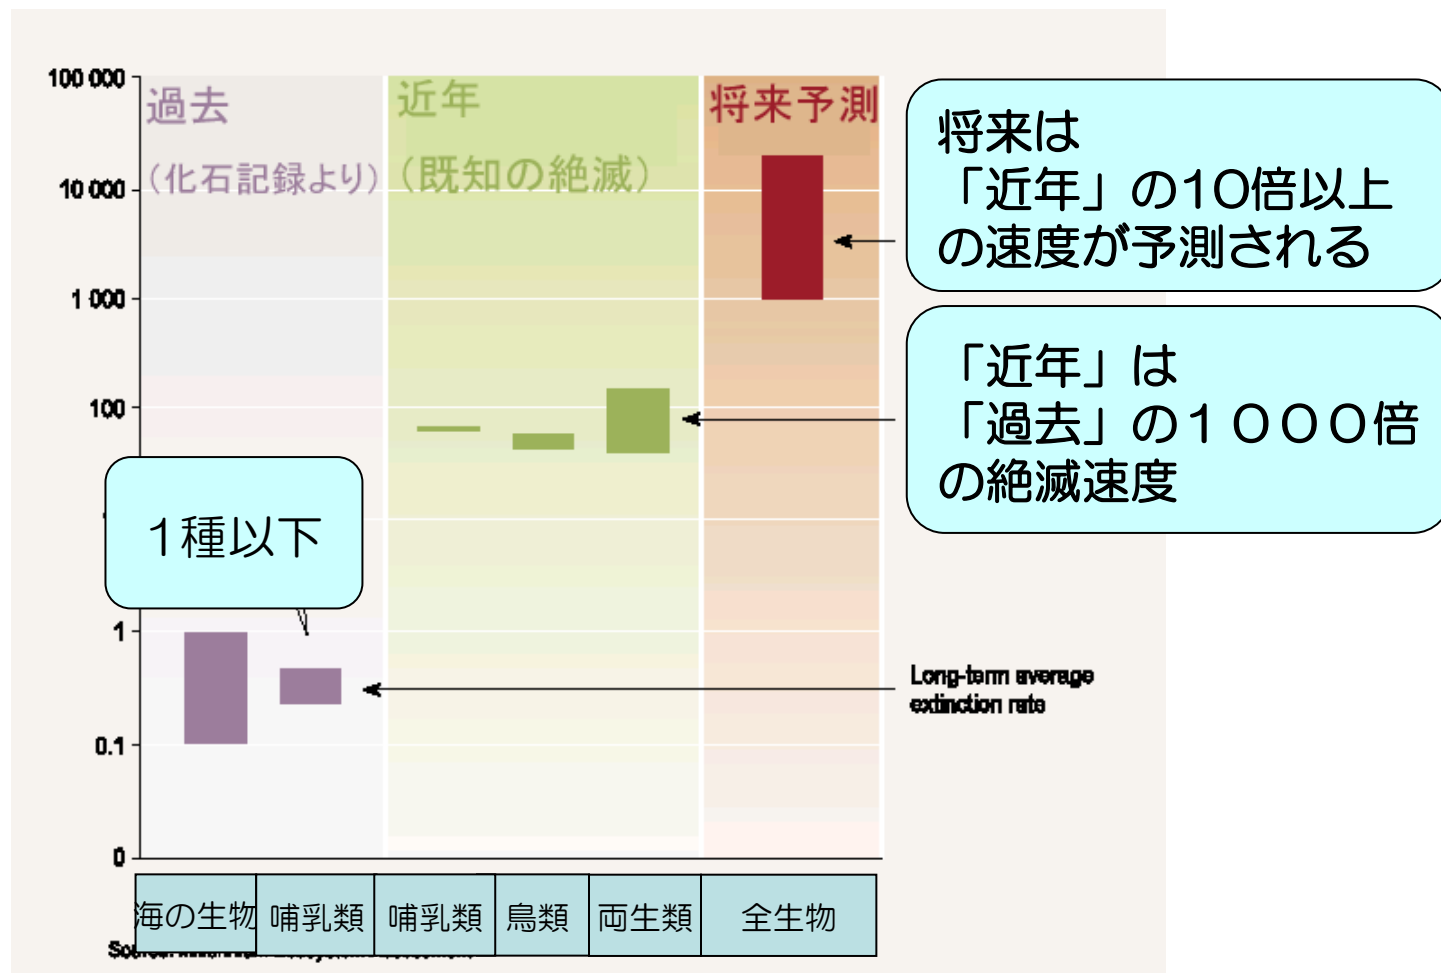 100 000
10 000
1 000
100
1
0.1
0
過去
(化石記録より)
近年
(既知の絶滅)
将来予測
将来は
「近年」の10倍以上
の速度が予測される
「近年」は
「過去」の1000倍
の絶滅速度
1種以下
Long-term average
extinction rate
海の生物
哺乳類
哺乳類
鳥類
両生類
全生物